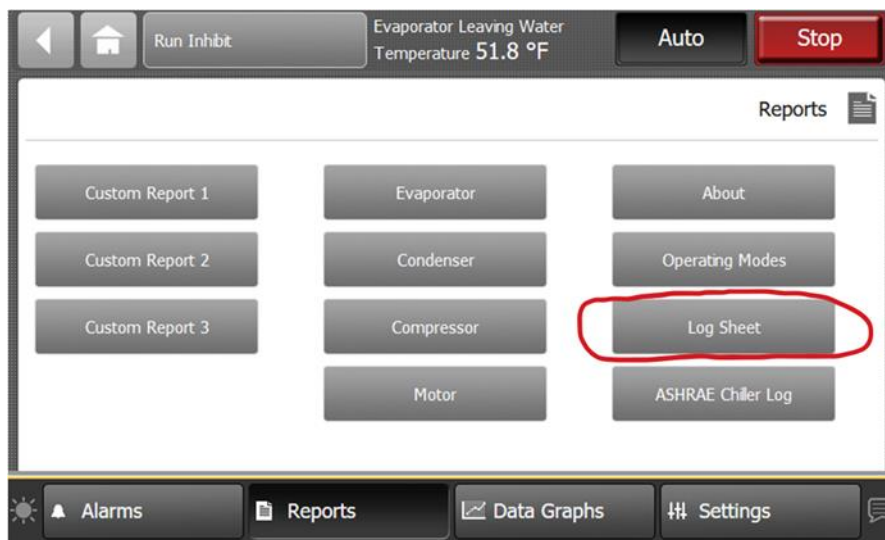 Run Inhibit
Evaporator Leaving Water
Temperature 51.8 °F
Auto
Stop
Reports
Custom Report 1
Evaporator
About
Custom Report 2
Condenser
Operating Modes
Custom Report 3
Compressor
Log Sheet
Motor
ASHRAE Chiller Log
Alarms
Reports
Data Graphs
Settings